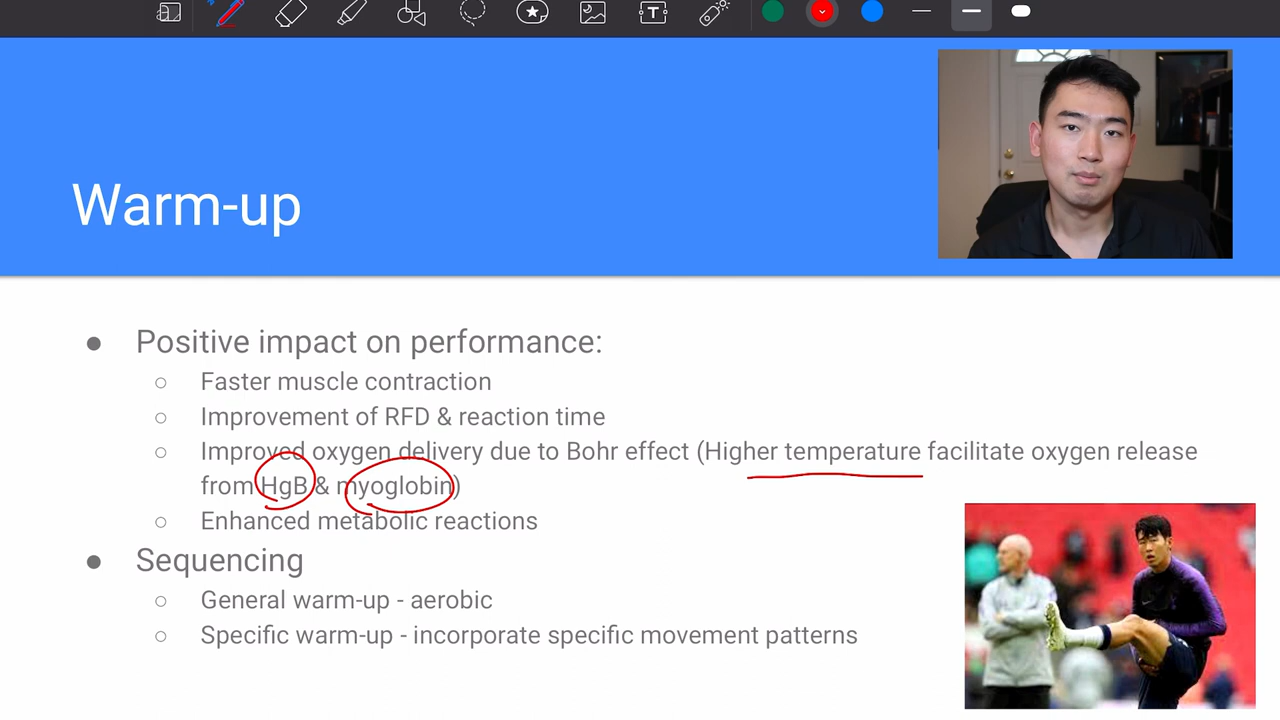 Warm-up
● Positive impact on performance:
○ Faster muscle contraction
○ Improvement of RFD & reaction time
○ Improved oxygen delivery due to Bohr effect (Higher temperature facilitate oxygen release
from HgB & myoglobin)
○ Enhanced metabolic reactions
● Sequencing
○ General warm-up - aerobic
○ Specific warm-up - incorporate specific movement patterns